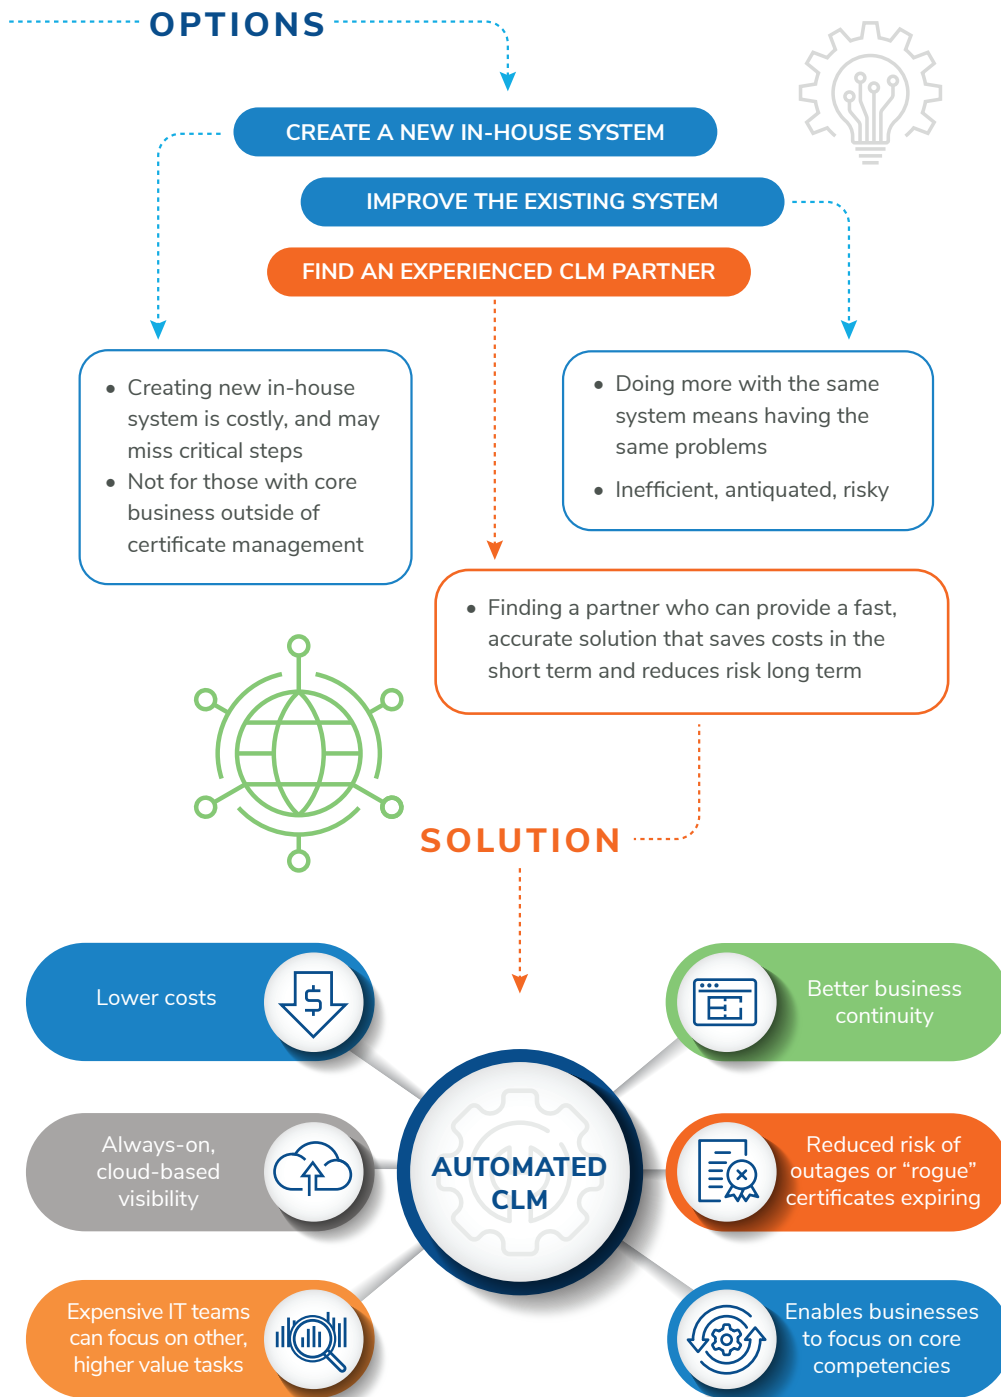 OPTIONS
CREATE A NEW IN-HOUSE SYSTEM
IMPROVE THE EXISTING SYSTEM
FIND AN EXPERIENCED CLM PARTNER
• Creating new in-house
system is costly, and may
miss critical steps
• Not for those with core
business outside of
certificate management
• Doing more with the same
system means having the
same problems
• Inefficient, antiquated, risky
• Finding a partner who can provide a fast,
accurate solution that saves costs in the
short term and reduces risk long term
SOLUTION
Lower costs
$
Better business
continuity
Always-on,
cloud-based
visibility
AUTOMATED
CLM
Reduced risk of
outages or “rogue”
certificates expiring
Expensive IT teams
can focus on other,
higher value tasks
Enables businesses
to focus on core
competencies